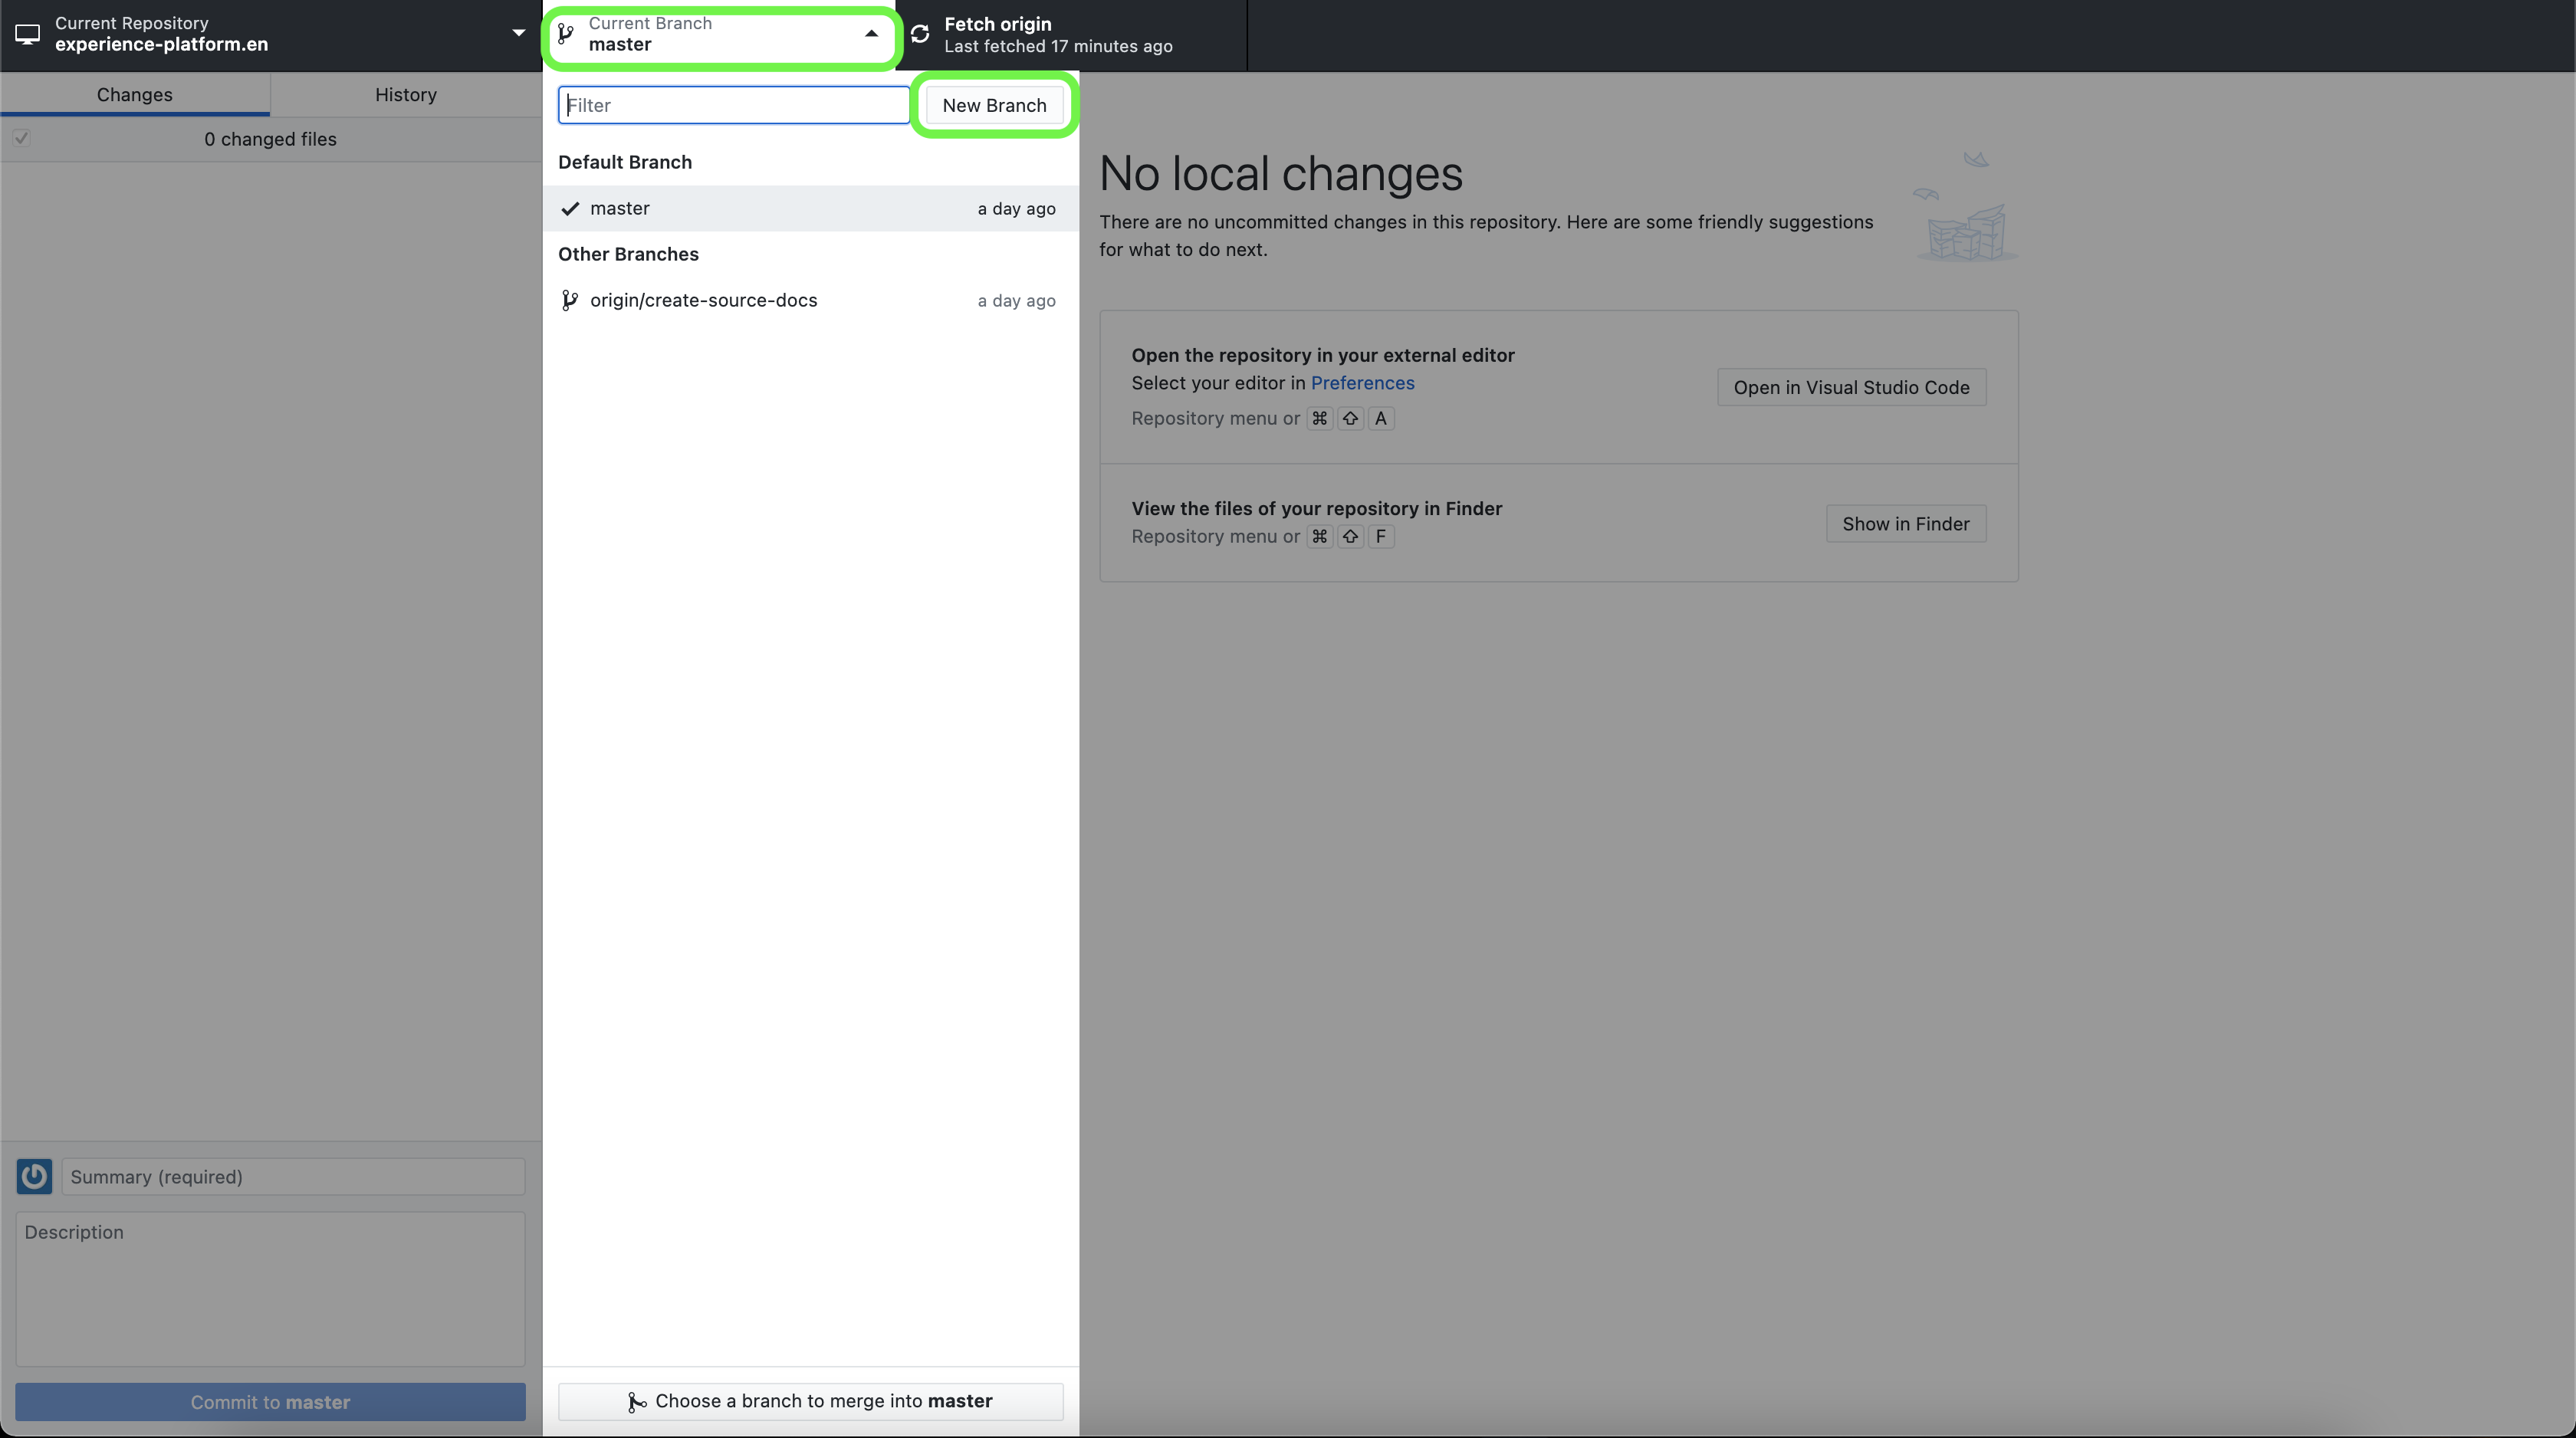 Current Repository
experience-platform.en
Current Branch
master
Fetch origin
Last fetched 17 minutes ago
Changes
History
0 changed files
Filter
New Branch
Default Branch
master
a day ago
Other Branches
origin/create-source-docs
a day ago
No local changes
There are no uncommitted changes in this repository. Here are some friendly suggestions
for what to do next.
Open the repository in your external editor
Select your editor in Preferences
Repository menu or ⌘ ⇧ A
Open in Visual Studio Code
View the files of your repository in Finder
Repository menu or ⌘ ⇧ F
Show in Finder
Summary (required)
Description
Commit to master
Choose a branch to merge into master